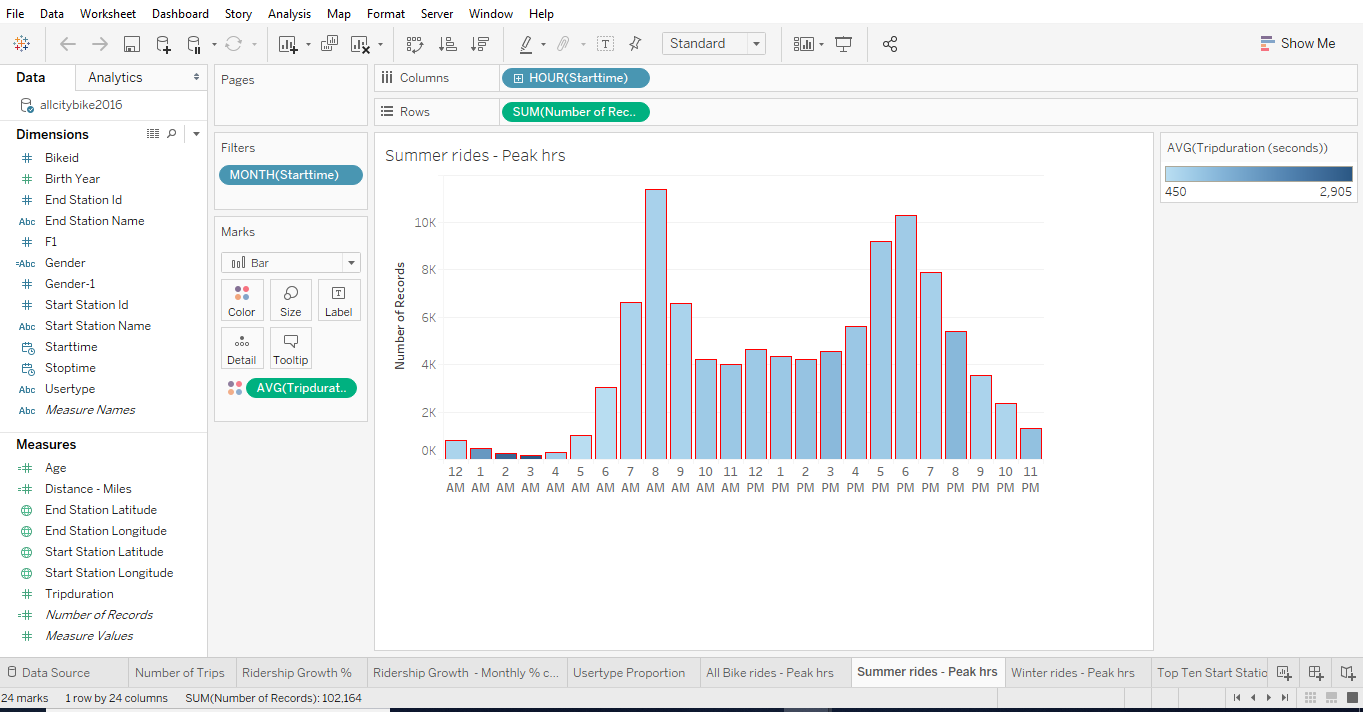 File Data Worksheet Dashboard Story Analysis Map Format Server Window Help
Standard
Show Me
Data
Analytics
allcitybike2016
Dimensions
Bikeid
Birth Year
End Station Id
Abc End Station Name
F1
=Abc Gender
Gender-1
Start Station Id
Abc Start Station Name
Starttime
Stoptime
Abc Usertype
Abc Measure Names
Measures
Age
Distance - Miles
End Station Latitude
End Station Longitude
Start Station Latitude
Start Station Longitude
Tripduration
Number of Records
Measure Values
Pages
Filters
MONTH(Starttime)
Marks
Bar
Color Size Label
Detail Tooltip
AVG(Tripdurat..
Columns HOUR(Starttime)
Rows SUM(Number of Rec..
Summer rides - Peak hrs
Number of Records
10K
8K
6K
4K
2K
0K
12 1 2 3 4 5 6 7 8 9 10 11 12 1 2 3 4 5 6 7 8 9 10 11
AM AM AM AM AM AM AM AM AM AM AM AM PM PM PM PM PM PM PM PM PM PM PM PM
AVG(Tripduration (seconds))
450 2,905
Data Source Number of Trips Ridership Growth % Ridership Growth - Monthly % c... Usertype Proportion All Bike rides - Peak hrs Summer rides - Peak hrs Winter rides - Peak hrs Top Ten Start Statio
24 marks 1 row by 24 columns SUM(Number of Records): 102,164